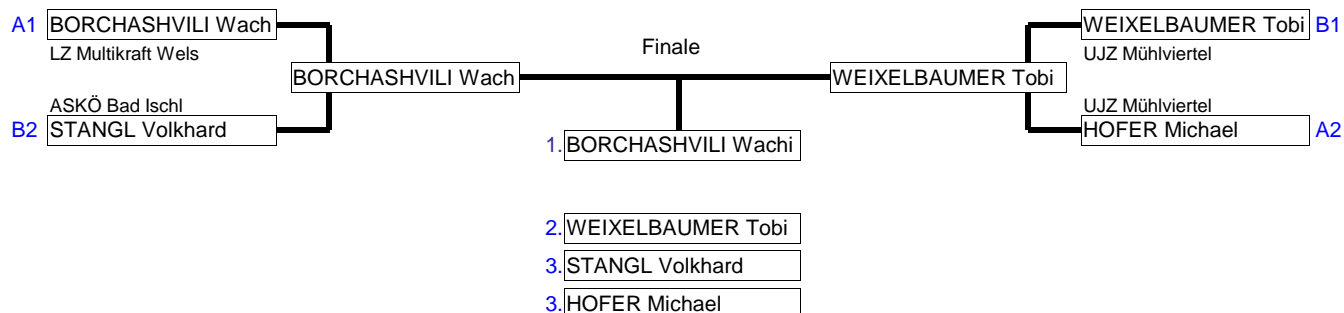 A1 BORCHASHVILI Wach
LZ Multikraft Wels
WEIXELBAUMER Tobi B1
UJZ Mühlviertel
Finale
BORCHASHVILI Wach
WEIXELBAUMER Tobi
ASKÖ Bad Ischl
B2 STANGL Volkhard
UJZ Mühlviertel
HOFER Michael A2
1. BORCHASHVILI Wachi
2. WEIXELBAUMER Tobi
3. STANGL Volkhard
3. HOFER Michael